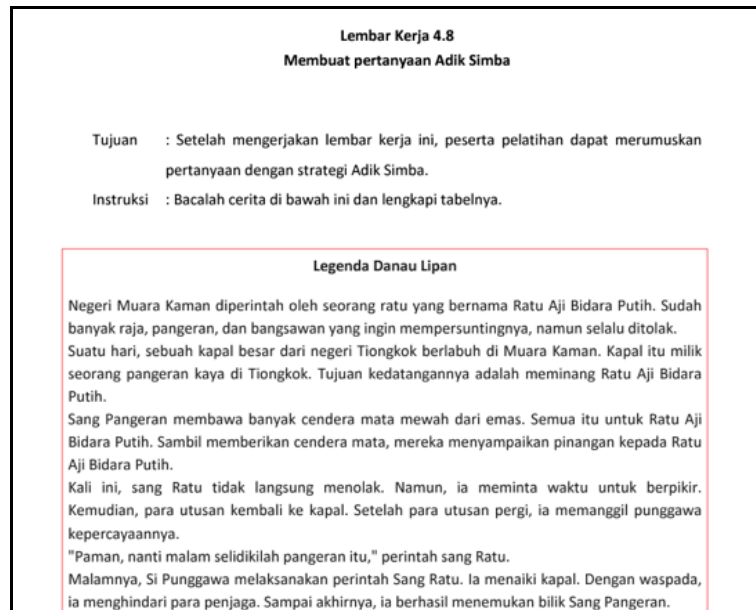 Lembar Kerja 4.8
Membuat pertanyaan Adik Simba
Tujuan : Setelah mengerjakan lembar kerja ini, peserta pelatihan dapat merumuskan
pertanyaan dengan strategi Adik Simba.
Instruksi : Bacalah cerita di bawah ini dan lengkapi tabelnya.
Legenda Danau Lipan
Negeri Muara Kaman diperintah oleh seorang ratu yang bernama Ratu Aji Bidara Putih. Sudah
banyak raja, pangeran, dan bangsawan yang ingin mempersuntingnya, namun selalu ditolak.
Suatu hari, sebuah kapal besar dari negeri Tiongkok berlabuh di Muara Kaman. Kapal itu milik
seorang pangeran kaya di Tiongkok. Tujuan kedatangannya adalah meminang Ratu Aji Bidara
Putih.
Sang Pangeran membawa banyak cendera mata mewah dari emas. Semua itu untuk Ratu Aji
Bidara Putih. Sambil memberikan cendera mata, mereka menyampaikan pinangan kepada Ratu
Aji Bidara Putih.
Kali ini, sang Ratu tidak langsung menolak. Namun, ia meminta waktu untuk berpikir.
Kemudian, para utusan kembali ke kapal. Setelah para utusan pergi, ia memanggil punggawa
kepercayaannya.
"Paman, nanti malam selidikilah pangeran itu," perintah sang Ratu.
Malamnya, Si Punggawa melaksanakan perintah Sang Ratu. Ia menaiki kapal. Dengan waspada,
ia menghindari para penjaga. Sampai akhirnya, ia berhasil menemukan bilik Sang Pangeran.